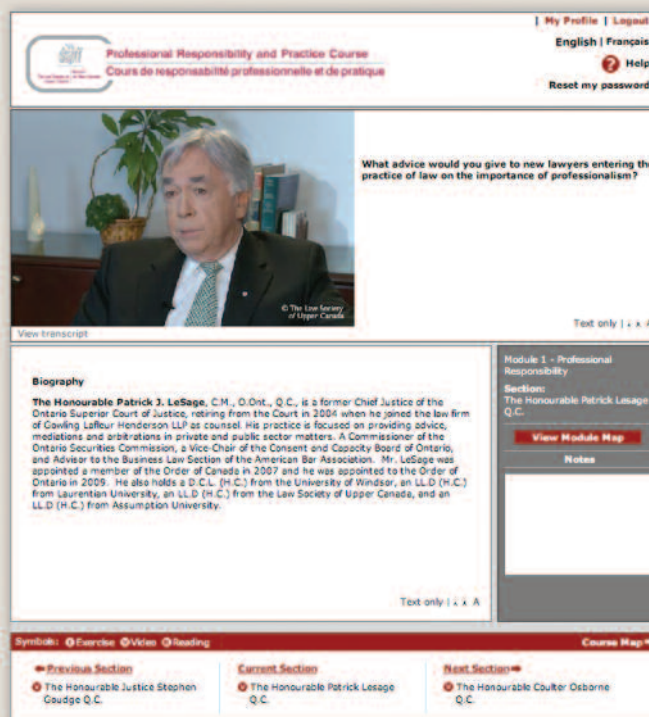 | My Profile | Logout
English | Français
Help
Reset my password
Professional Responsibility and Practice Course
Cours de responsabilité professionnelle et de pratique
What advice would you give to new lawyers entering the
practice of law on the importance of professionalism?
© The Law Society
of Upper Canada
View transcript
Text only | A A A
Biography
The Honourable Patrick J. LeSage, C.M., O.Ont., Q.C., is a former Chief Justice of the
Ontario Superior Court of Justice, retiring from the Court in 2004 when he joined the law firm
of Gowling Lafleur Henderson LLP as counsel. His practice is focused on providing advice,
mediations and arbitrations in private and public sector matters. A Commissioner of the
Ontario Securities Commission, a Vice-Chair of the Consent and Capacity Board of Ontario,
and Advisor to the Business Law Section of the American Bar Association. Mr. LeSage was
appointed a member of the Order of Canada in 2007 and he was appointed to the Order of
Ontario in 2009. He also holds a D.C.L. (H.C.) from the University of Windsor, an LL.D (H.C.)
from Laurentian University, an LL.D (H.C.) from the Law Society of Upper Canada, and an
LL.D (H.C.) from Assumption University.
Text only | A A A
Module 1 - Professional
Responsibility
Section:
The Honourable Patrick Lesage
Q.C.
View Module Map
Notes
Symbols: Exercise Video Reading
Course Map
Previous Section
The Honourable Justice Stephen
Goudge Q.C.
Current Section
The Honourable Patrick Lesage
Q.C.
Next Section
The Honourable Coulter Osborne
Q.C.